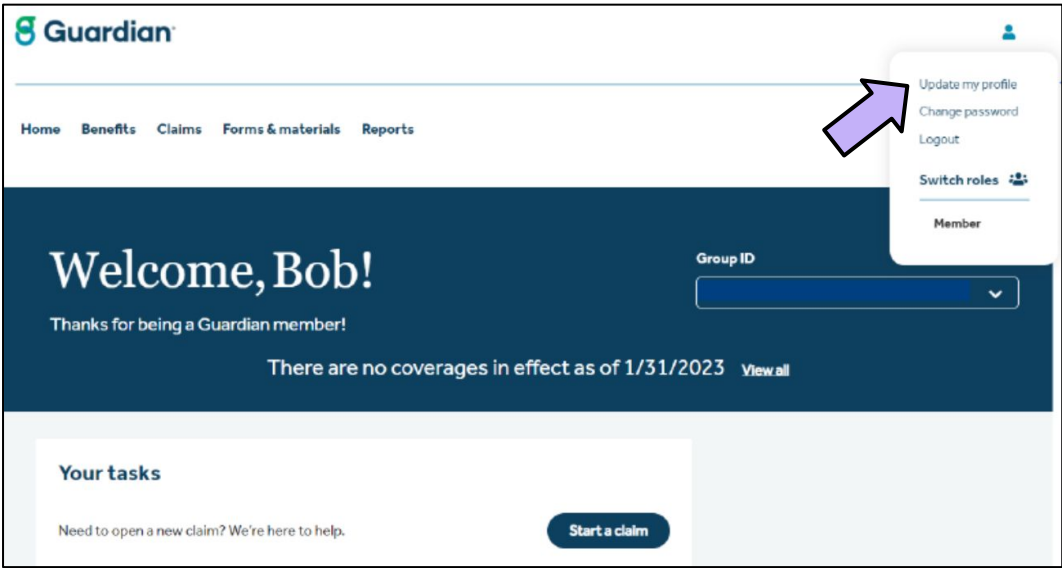 Guardian
Update my profile
Change password
Logout
Switch roles
Member
Home Benefits Claims Forms & materials Reports
Welcome, Bob!
Thanks for being a Guardian member!
Group ID
There are no coverages in effect as of 1/31/2023 View all
Your tasks
Need to open a new claim? We're here to help.
Start a claim